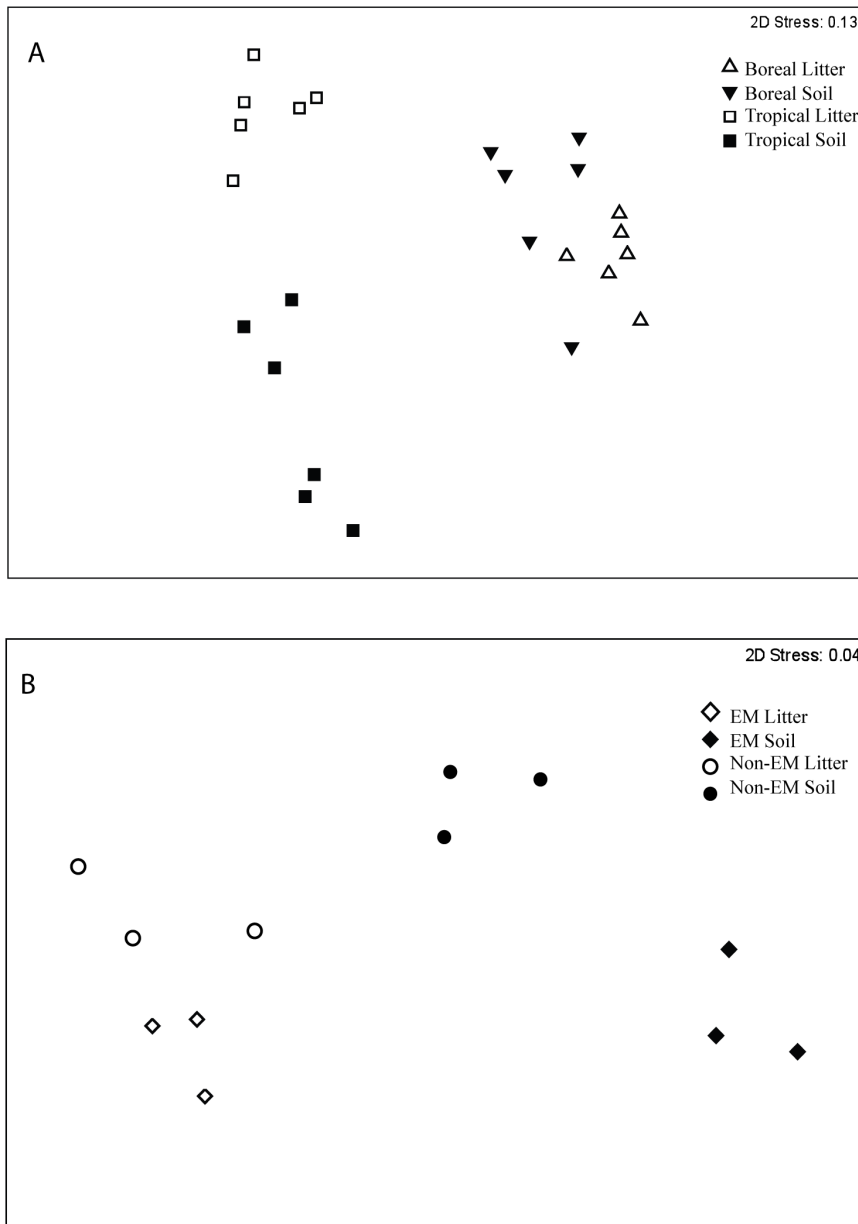 2D Stress: 0.13
A
Boreal Litter
Boreal Soil
Tropical Litter
Tropical Soil
2D Stress: 0.04
B
EM Litter
EM Soil
Non-EM Litter
Non-EM Soil